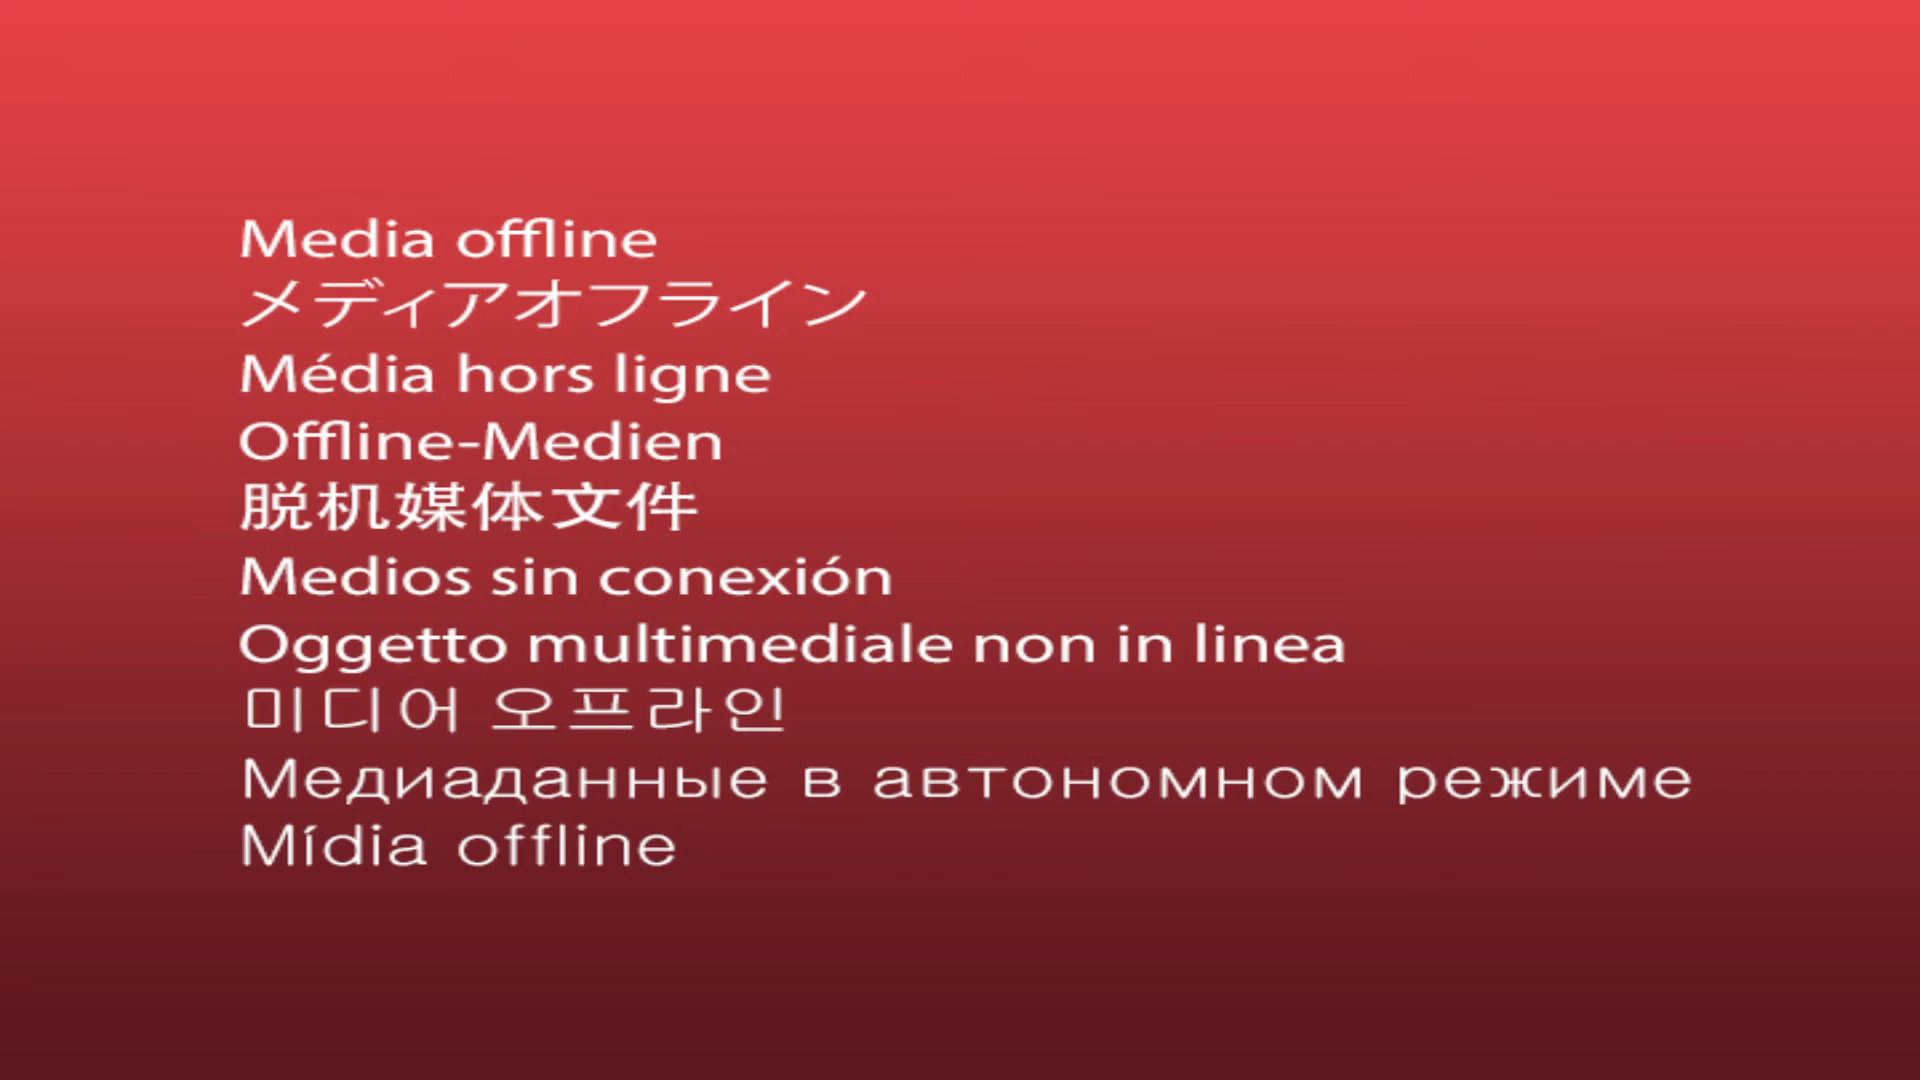 Media offline
メディアオフライン
Média hors ligne
Offline-Medien
脱机媒体文件
Medios sin conexión
Oggetto multimediale non in linea
미디어 오프라인
Медиаданные в автономном режиме
Mídia offline